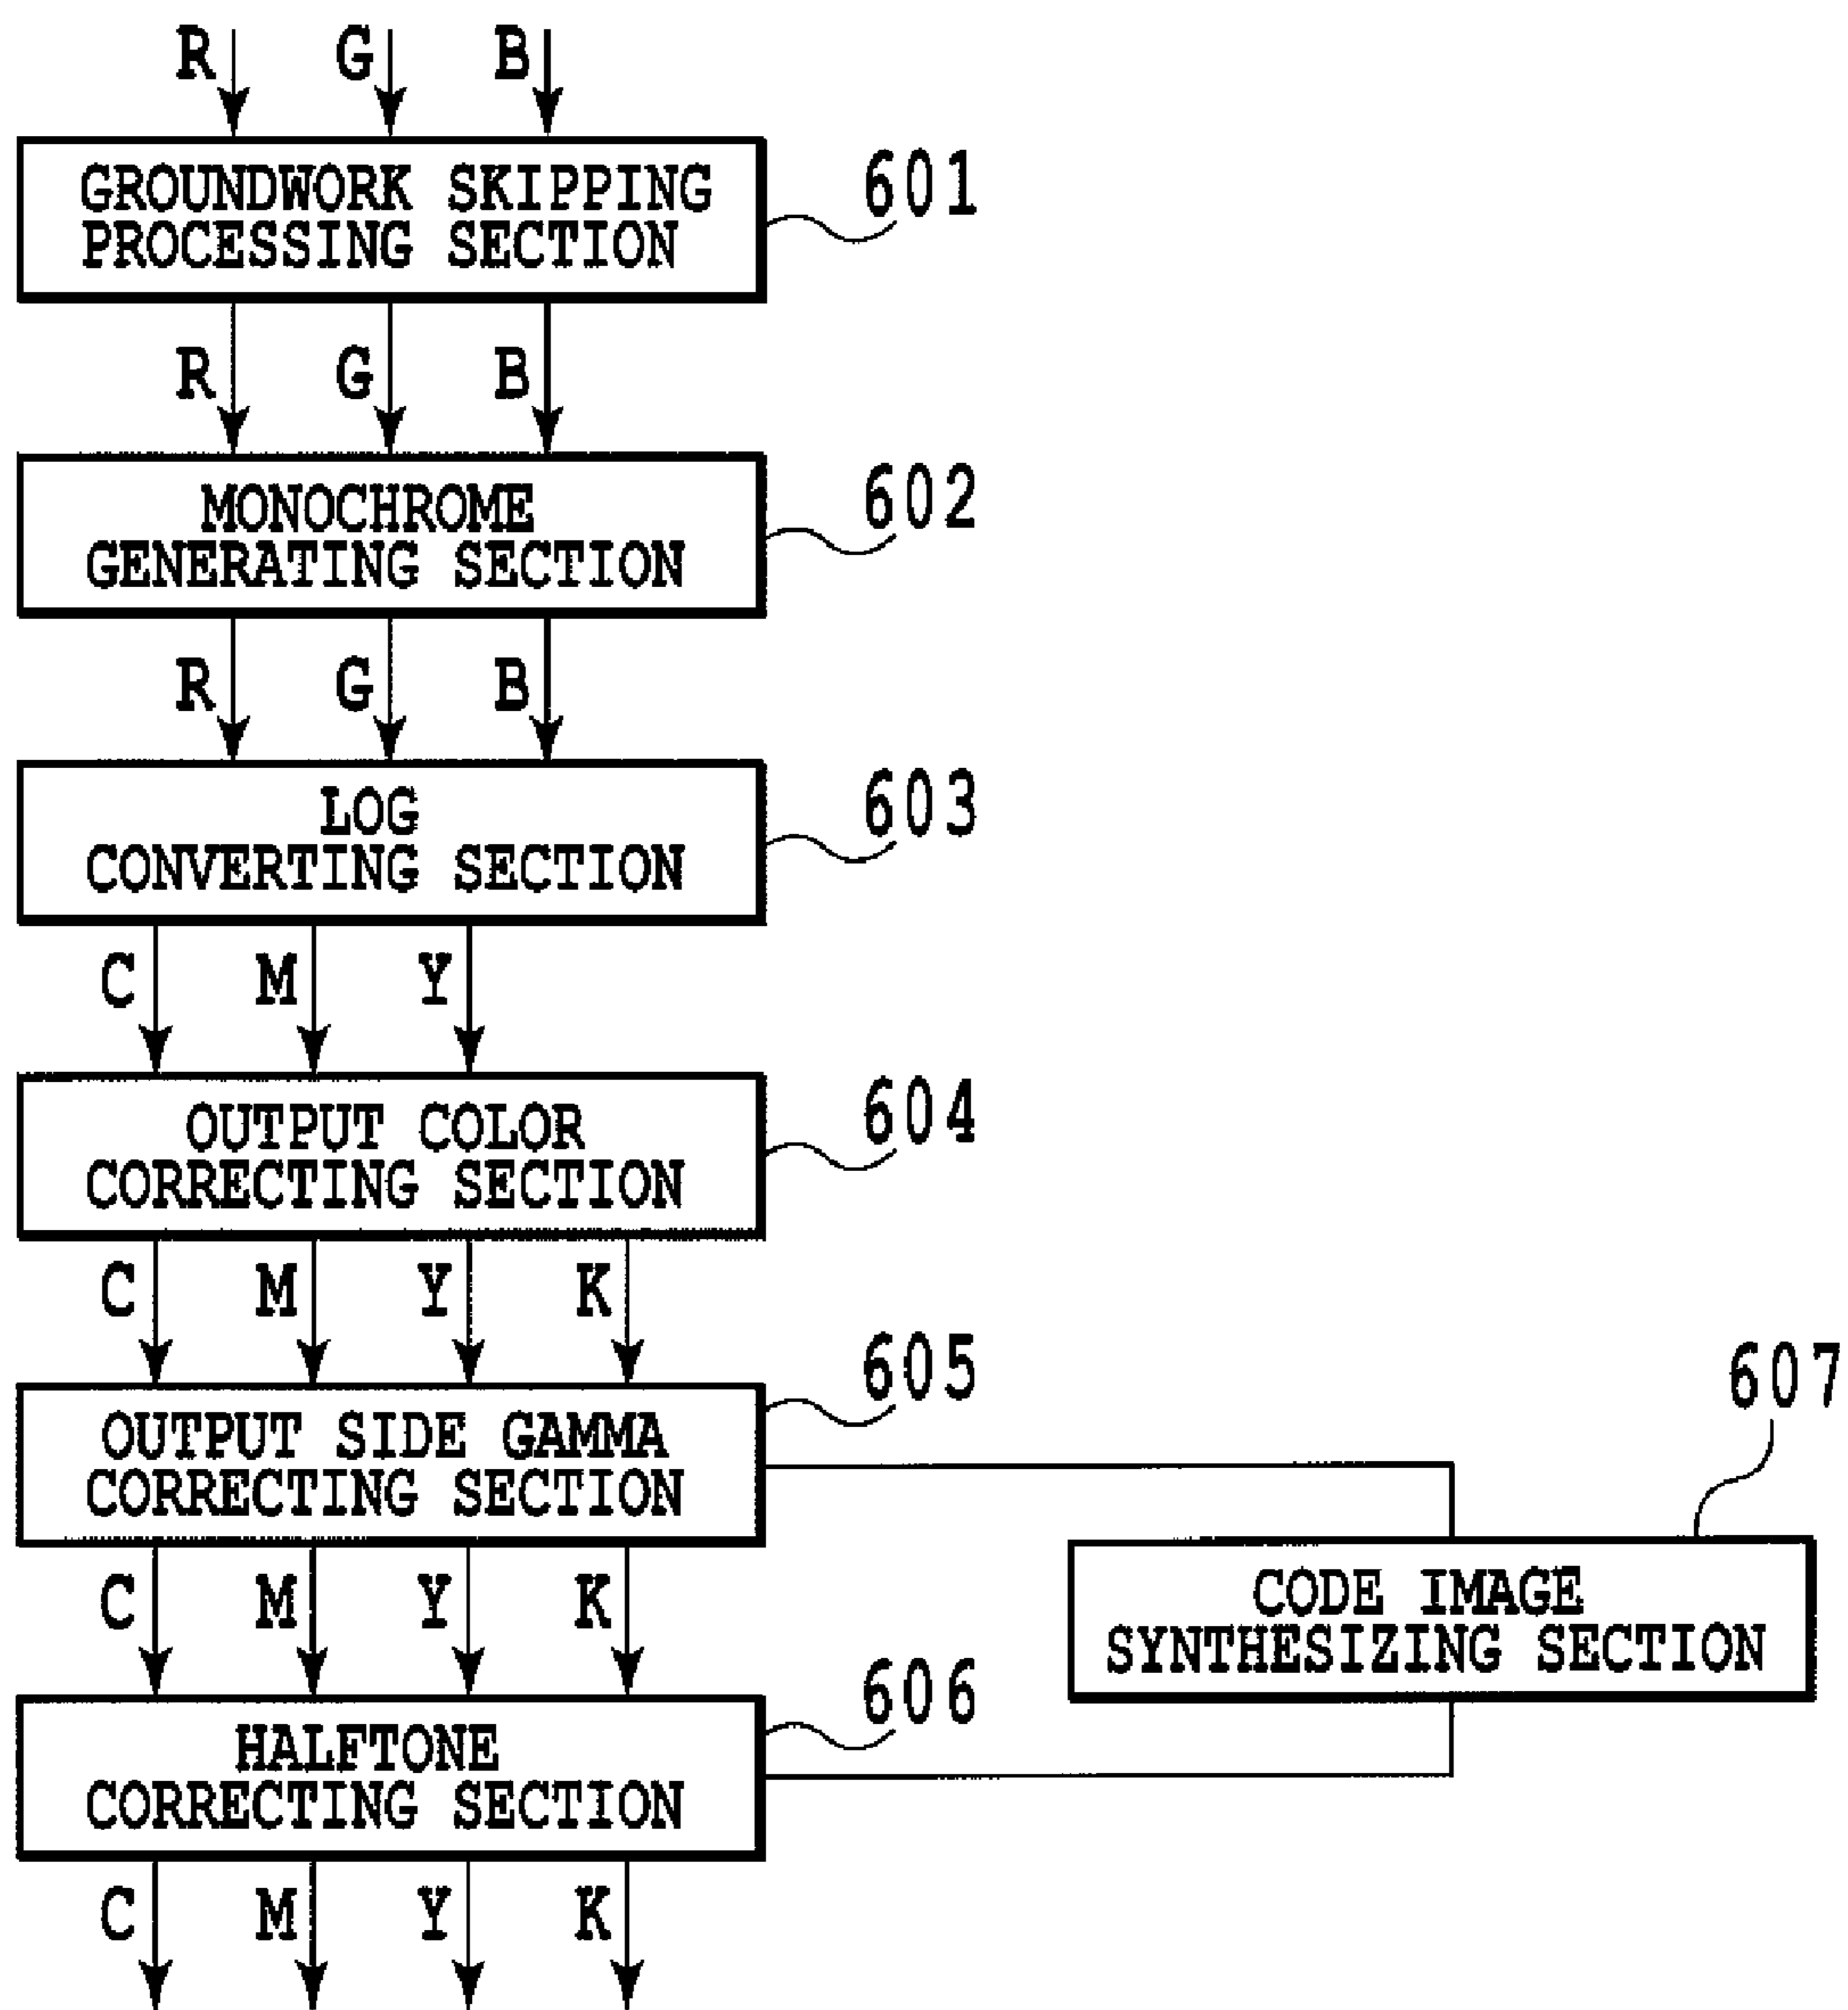 R G B
GROUNDWORK SKIPPING
PROCESSING SECTION
601
R G B
MONOCHROME
GENERATING SECTION
602
R G B
LOG
CONVERTING SECTION
603
C M Y
OUTPUT COLOR
CORRECTING SECTION
604
C M Y K
OUTPUT SIDE GAMMA
CORRECTING SECTION
605
607
CODE IMAGE
SYNTHESIZING SECTION
C M Y K
HALFTONE
CORRECTING SECTION
606
C M Y K